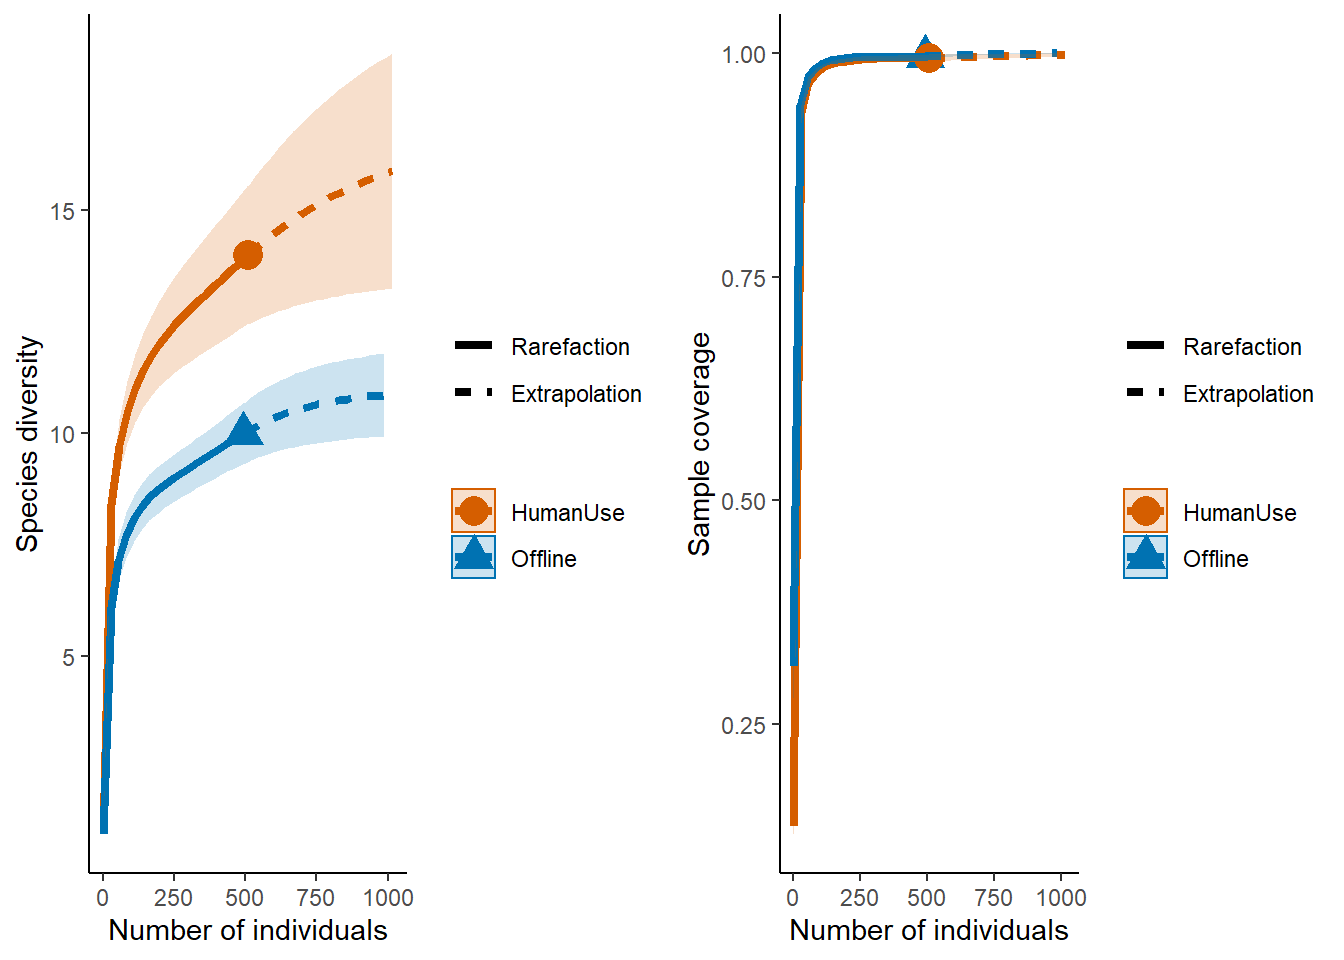 Species diversity
15
10
5
0 250 500 750 1000
Number of individuals
Rarefaction
Extrapolation
HumanUse
Offline
Sample coverage
1.00
0.75
0.50
0.25
0 250 500 750 1000
Number of individuals
Rarefaction
Extrapolation
HumanUse
Offline